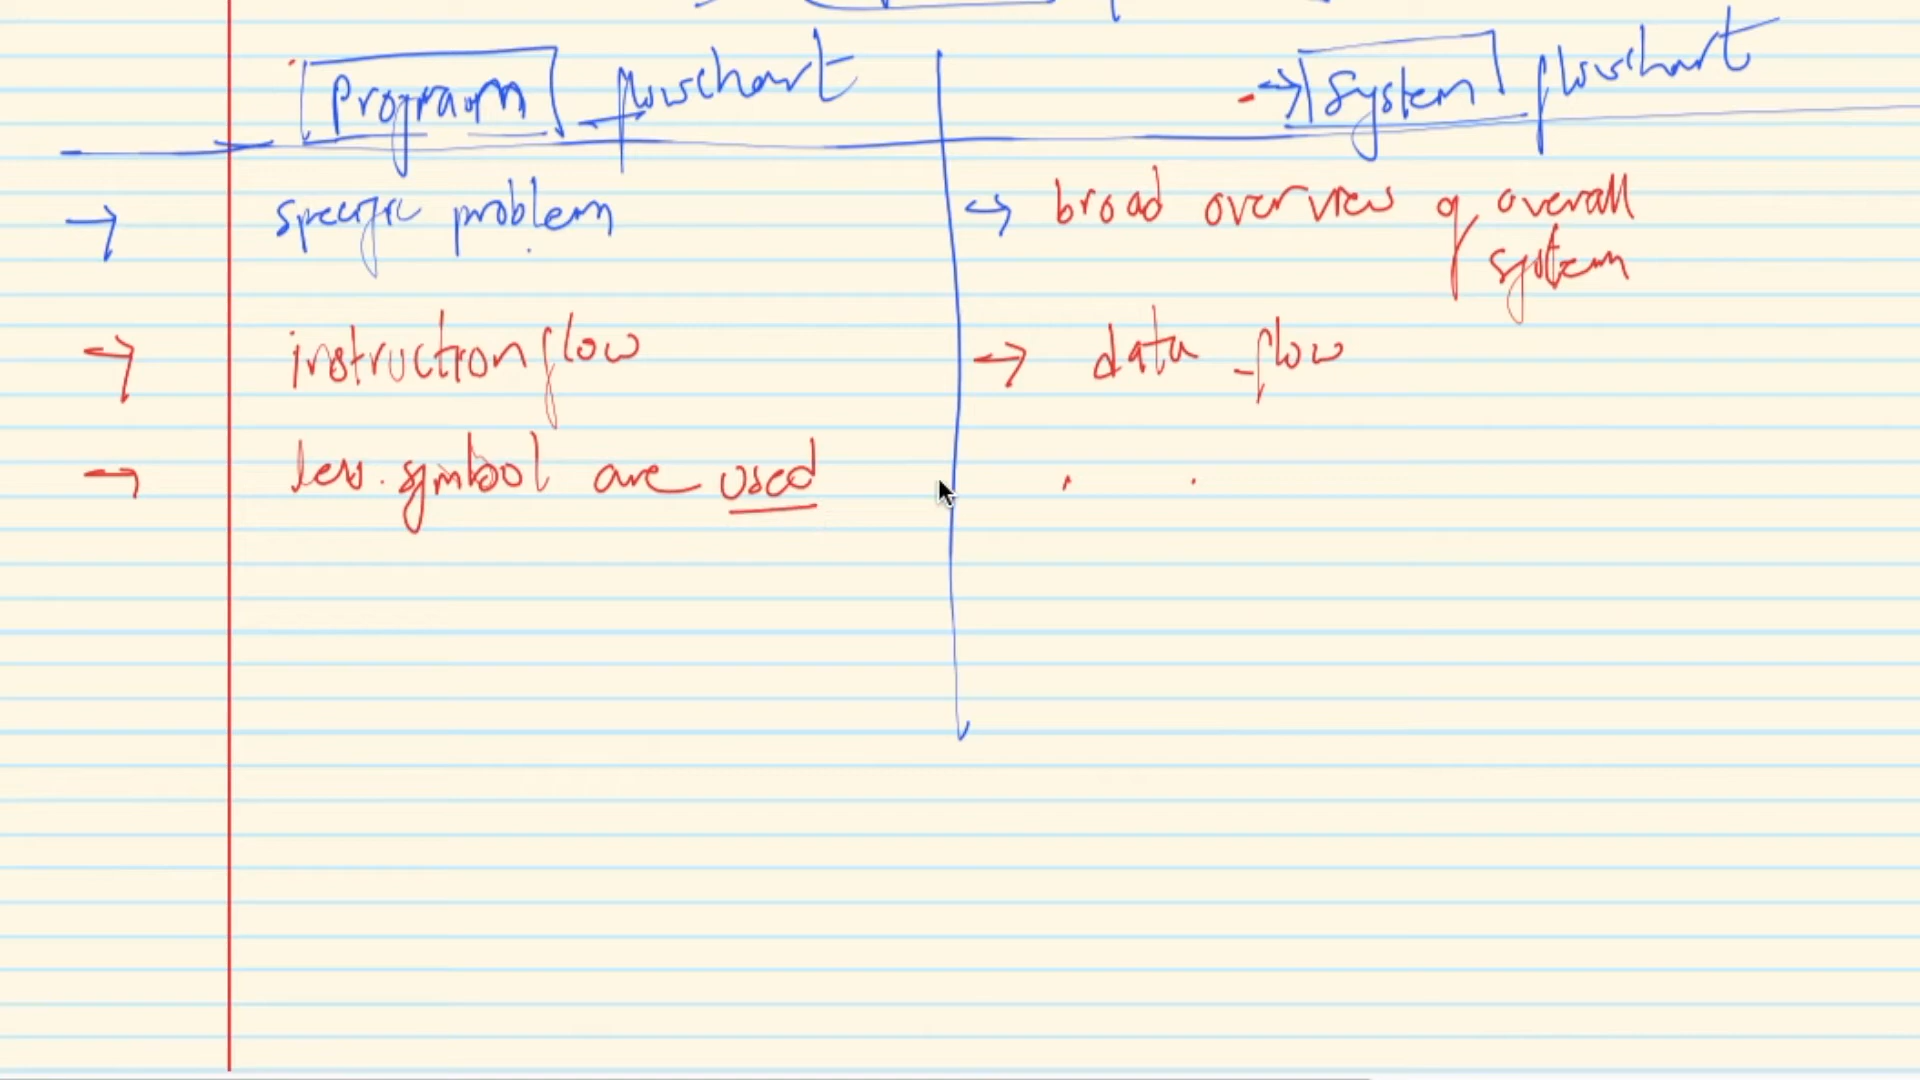 Program flowchart
→ System flowchart
→ specific problem
→ broad overview of overall
system
→ instruction flow
→ data flow
→ less symbol are used